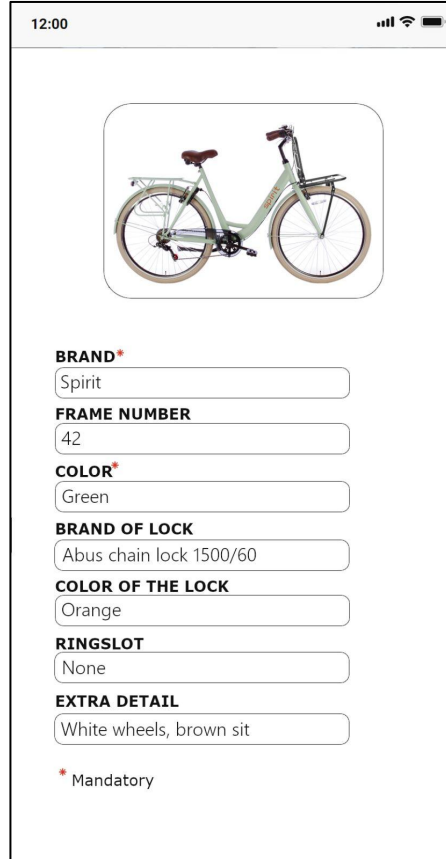 12:00
Spirit
BRAND*
Spirit
FRAME NUMBER
42
COLOR*
Green
BRAND OF LOCK
Abus chain lock 1500/60
COLOR OF THE LOCK
Orange
RINGSLOT
None
EXTRA DETAIL
White wheels, brown sit
* Mandatory